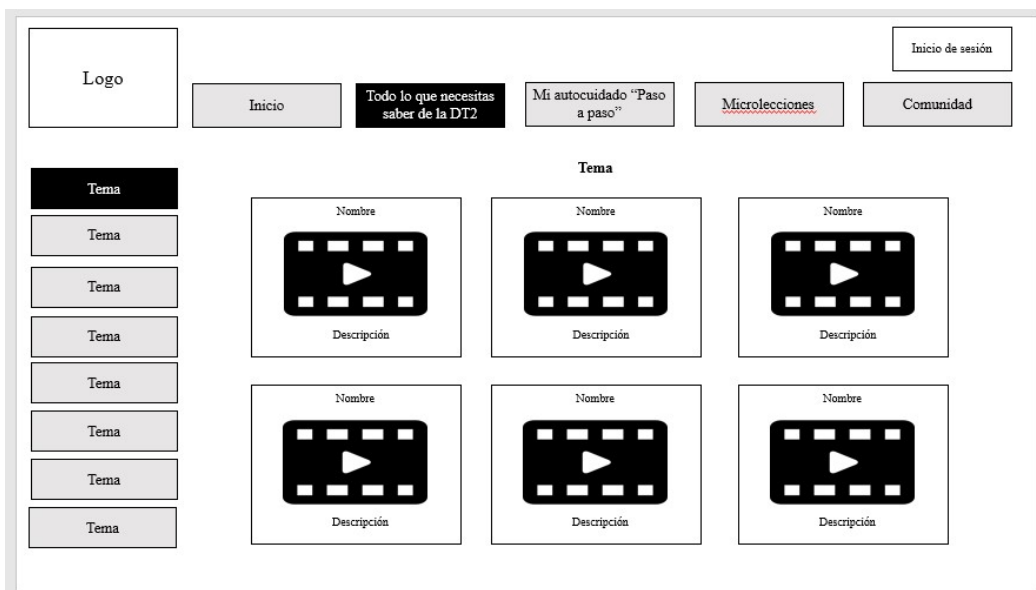 Inicio de sesión
Logo
Inicio
Todo lo que necesitas
saber de la DT2
Mi autocuidado “Paso
a paso”
Microlecciones
Comunidad
Tema
Tema
Tema
Tema
Tema
Tema
Tema
Tema
Tema
Nombre
Descripción
Nombre
Descripción
Nombre
Descripción
Nombre
Descripción
Nombre
Descripción
Nombre
Descripción